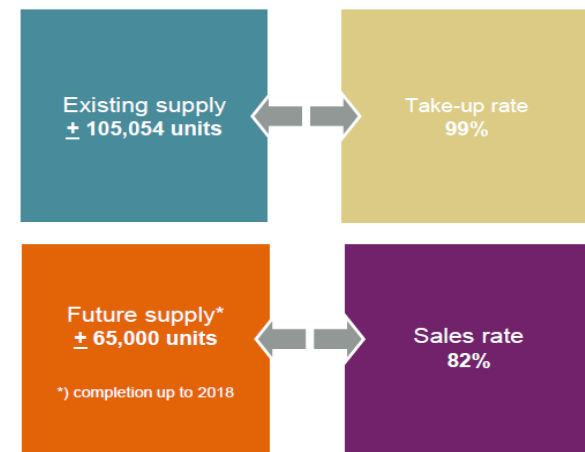 Existing supply
± 105,054 units
Take-up rate
99%
Future supply*
± 65,000 units
*) completion up to 2018
Sales rate
82%